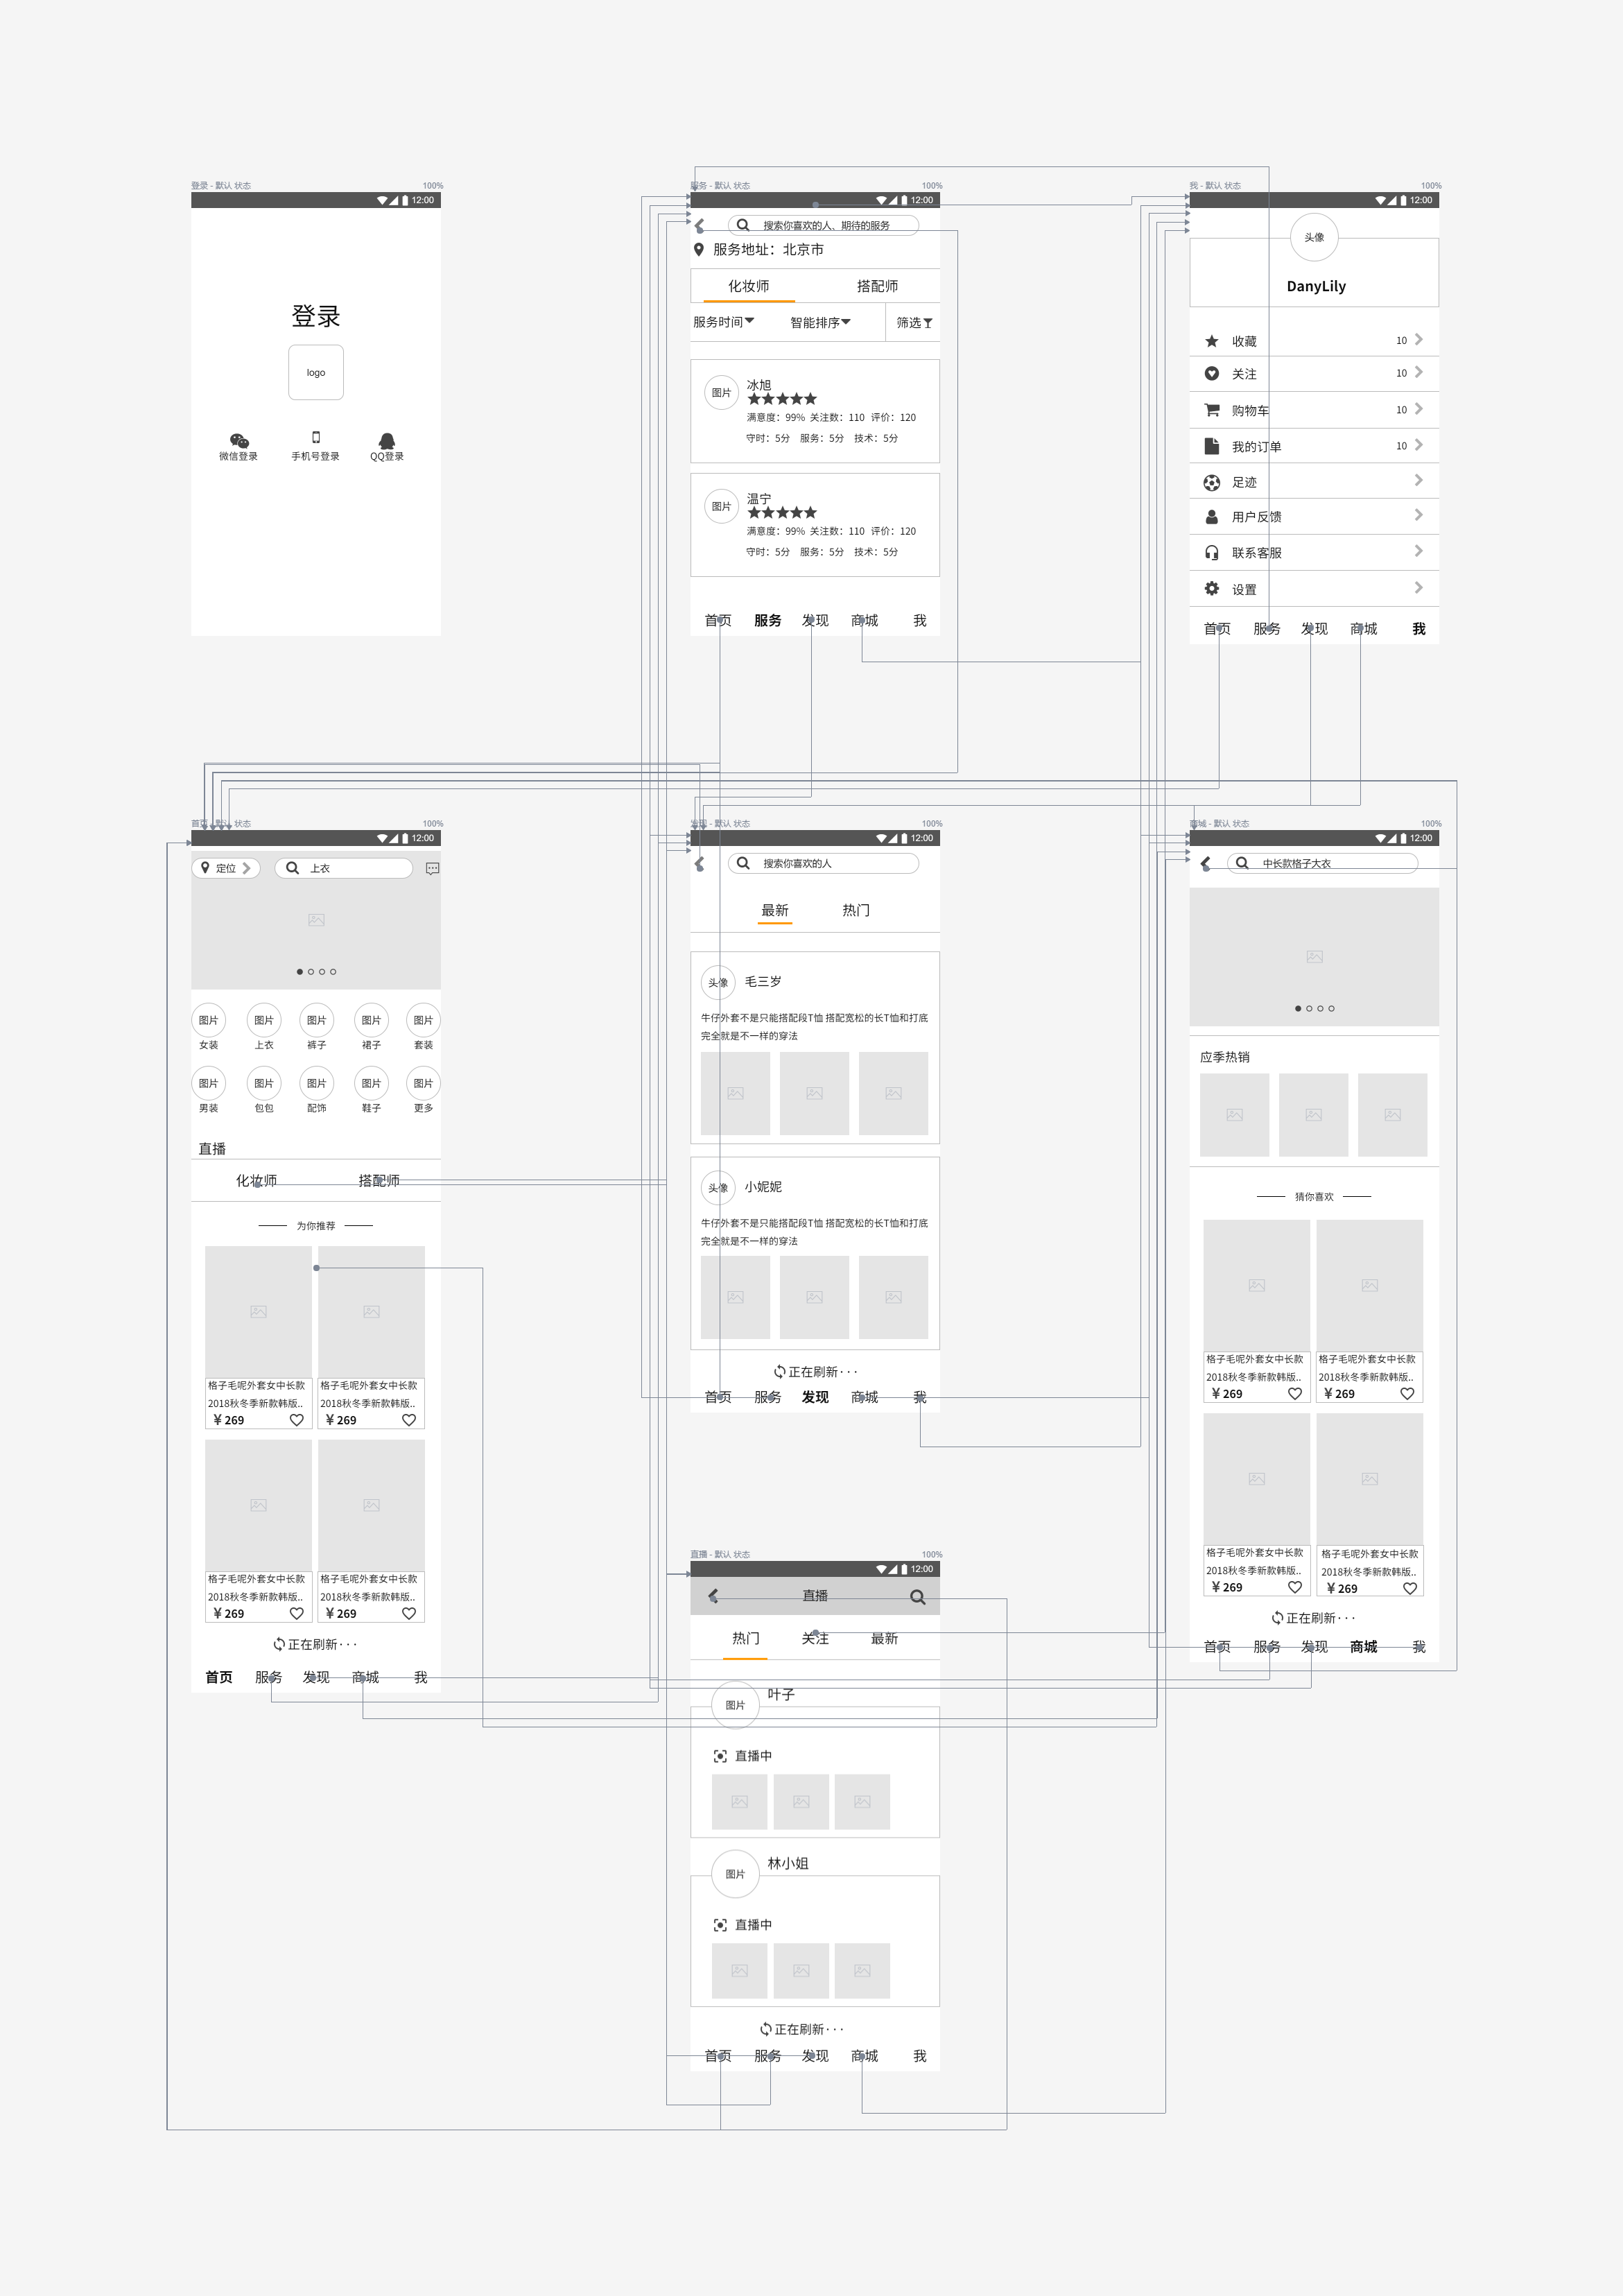 登录 - 默认 状态 100%
12:00
登录
logo
微信登录 手机号登录 QQ登录
服务 - 默认 状态 100%
12:00
搜索你喜欢的人、期待的服务
服务地址：北京市
化妆师 搭配师
服务时间 智能排序 筛选
图片 冰旭
满意度：99% 关注数：110 评价：120
守时：5分 服务：5分 技术：5分
图片 温宁
满意度：99% 关注数：110 评价：120
守时：5分 服务：5分 技术：5分
首页 服务 发现 商城 我
我 - 默认 状态 100%
12:00
头像
DanyLily
收藏 10
关注 10
购物车 10
我的订单 10
足迹
用户反馈
联系客服
设置
首页 服务 发现 商城 我
首页 - 默认 状态 100%
12:00
定位 上衣
图片 图片 图片 图片 图片
女装 上衣 裤子 裙子 套装
图片 图片 图片 图片 图片
男装 包包 配饰 鞋子 更多
直播
化妆师 搭配师
为你推荐
格子毛呢外套女中长款 格子毛呢外套女中长款
2018秋冬季新款韩版.. 2018秋冬季新款韩版..
￥269 ￥269
格子毛呢外套女中长款 格子毛呢外套女中长款
2018秋冬季新款韩版.. 2018秋冬季新款韩版..
￥269 ￥269
正在刷新···
首页 服务 发现 商城 我
发现 - 默认 状态 100%
12:00
搜索你喜欢的人
最新 热门
头像 毛三岁
牛仔外套不是只能搭配段T恤 搭配宽松的长T恤和打底
完全就是不一样的穿法
头像 小妮妮
牛仔外套不是只能搭配段T恤 搭配宽松的长T恤和打底
完全就是不一样的穿法
正在刷新···
首页 服务 发现 商城 我
商城 - 默认 状态 100%
12:00
中长款格子大衣
应季热销
猜你喜欢
格子毛呢外套女中长款 格子毛呢外套女中长款
2018秋冬季新款韩版.. 2018秋冬季新款韩版..
￥269 ￥269
格子毛呢外套女中长款 格子毛呢外套女中长款
2018秋冬季新款韩版.. 2018秋冬季新款韩版..
￥269 ￥269
正在刷新···
首页 服务 发现 商城 我
直播 - 默认 状态 100%
12:00
直播
热门 关注 最新
图片 叶子
直播中
图片 林小姐
直播中
正在刷新···
首页 服务 发现 商城 我